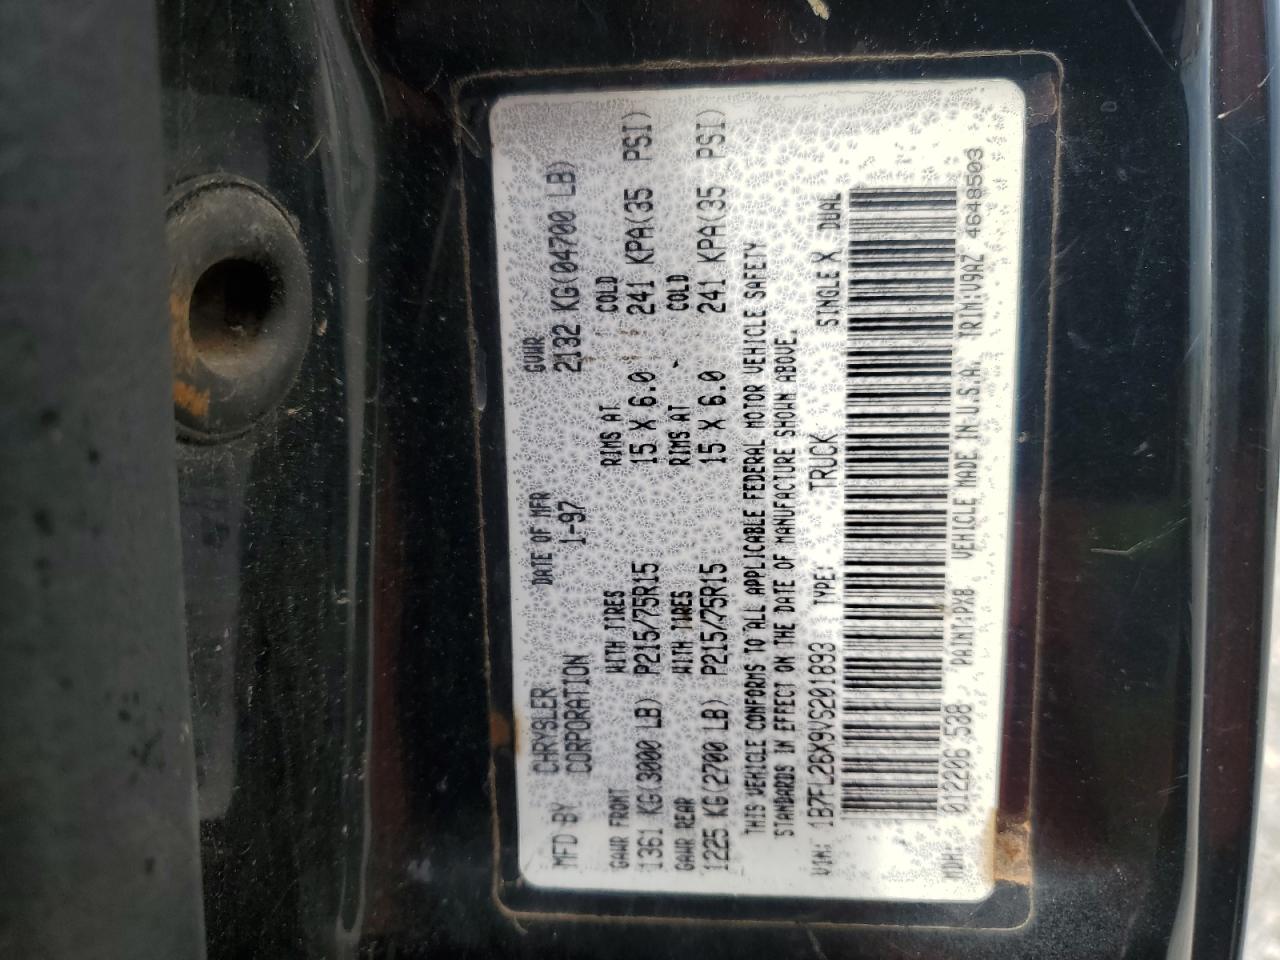 MFD BY CHRYSLER CORPORATION DATE OF MFR 1-97 GVWR 2132 KG(04700 LB)
GAWR FRONT WITH TIRES RIMS AT COLD
1361 KG(3000 LB) P215/75R15 15 X 6.0 241 KPA(35 PSI)
GAWR REAR WITH TIRES RIMS AT COLD
1225 KG(2700 LB) P215/75R15 15 X 6.0 241 KPA(35 PSI)
THIS VEHICLE CONFORMS TO ALL APPLICABLE FEDERAL MOTOR VEHICLE SAFETY
STANDARDS IN EFFECT ON THE DATE OF MANUFACTURE SHOWN ABOVE.
VIN: 1B7FL26X9VS201893 TYPE: TRUCK SINGLE X DUAL
MDH: 012206 538 PAINT:PX8 VEHICLE MADE IN U.S.A. TRIM:V9AZ 4648503